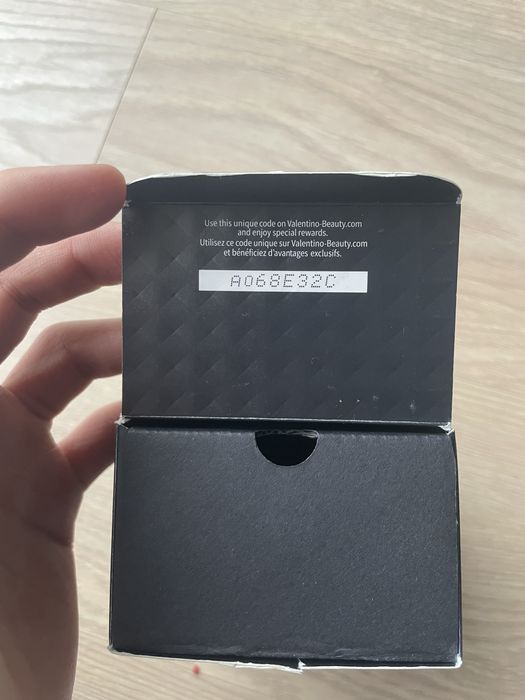 Use this unique code on Valentino-Beauty.com
and enjoy special rewards.
Utilisez ce code unique sur Valentino-Beauty.com
et bénéficiez d'avantages exclusifs.
A068E32C